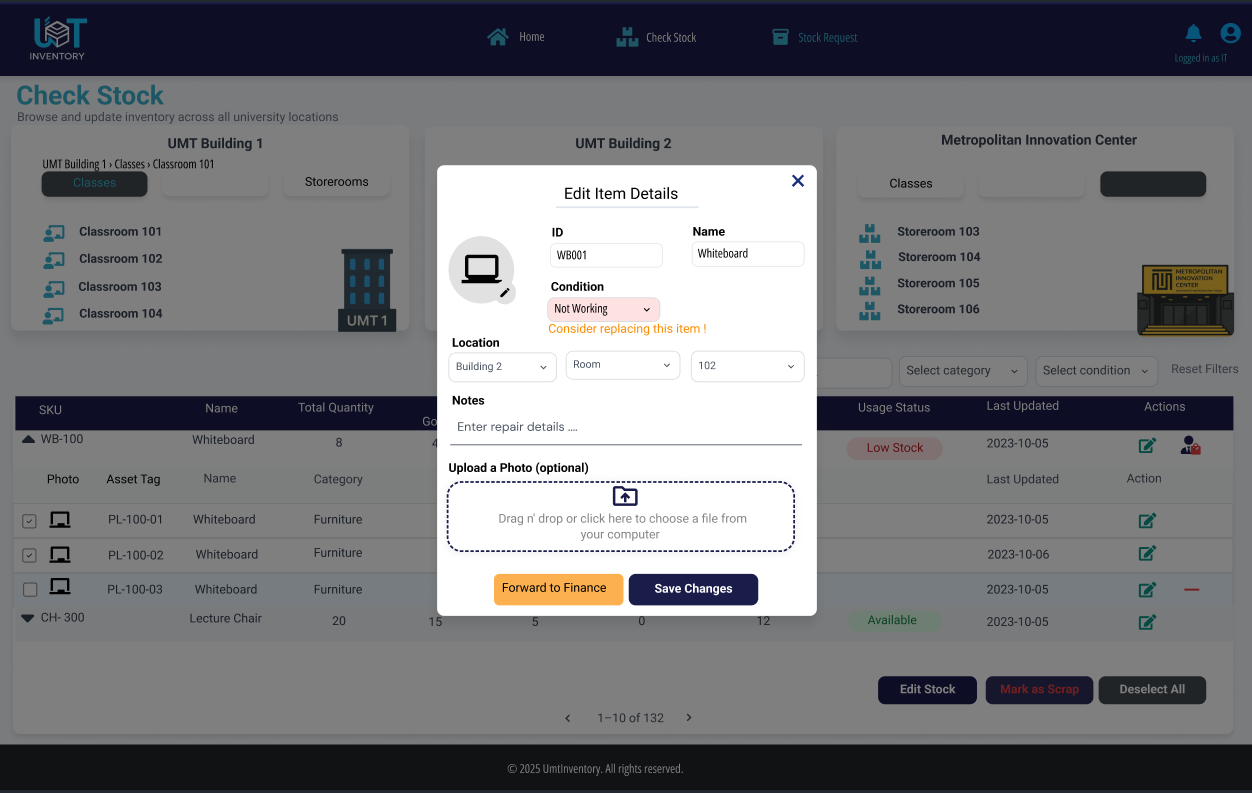 UMT
INVENTORY
Home
Check Stock
Stock Request
Logged in as IT
Check Stock
Browse and update inventory across all university locations
UMT Building 1
UMT Building 1 › Classes › Classroom 101
Classes
Storerooms
Classroom 101
Classroom 102
Classroom 103
Classroom 104
UMT 1
UMT Building 2
Metropolitan Innovation Center
Classes
Storeroom 103
Storeroom 104
Storeroom 105
Storeroom 106
METROPOLITAN
INNOVATION
CENTER
Edit Item Details
ID
Name
WB001
Whiteboard
Condition
Not Working
Consider replacing this item !
Location
Building 2
Room
102
Notes
Enter repair details ....
Upload a Photo (optional)
Drag n' drop or click here to choose a file from
your computer
Forward to Finance
Save Changes
Select category
Select condition
Reset Filters
SKU
Name
Total Quantity
Go
Usage Status
Last Updated
Actions
WB-100
Whiteboard
8
4
Low Stock
2023-10-05
Photo
Asset Tag
Name
Category
Last Updated
Action
PL-100-01
Whiteboard
Furniture
2023-10-05
PL-100-02
Whiteboard
Furniture
2023-10-06
PL-100-03
Whiteboard
Furniture
2023-10-05
CH- 300
Lecture Chair
20
15
5
0
12
Available
2023-10-05
Edit Stock
Mark as Scrap
Deselect All
1–10 of 132
© 2025 UmtInventory. All rights reserved.